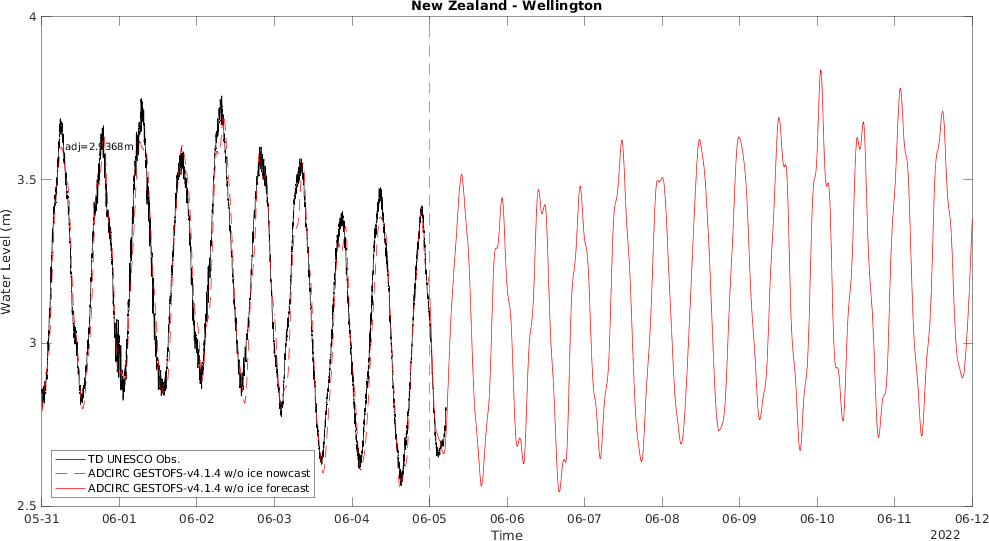 New Zealand - Wellington
4
3.5
3
2.5
Water Level (m)
adj=2.9368m
TD UNESCO Obs.
ADCIRC GESTOFS-v4.1.4 w/o ice nowcast
ADCIRC GESTOFS-v4.1.4 w/o ice forecast
05-31 06-01 06-02 06-03 06-04 06-05 06-06 06-07 06-08 06-09 06-10 06-11 06-12
Time
2022